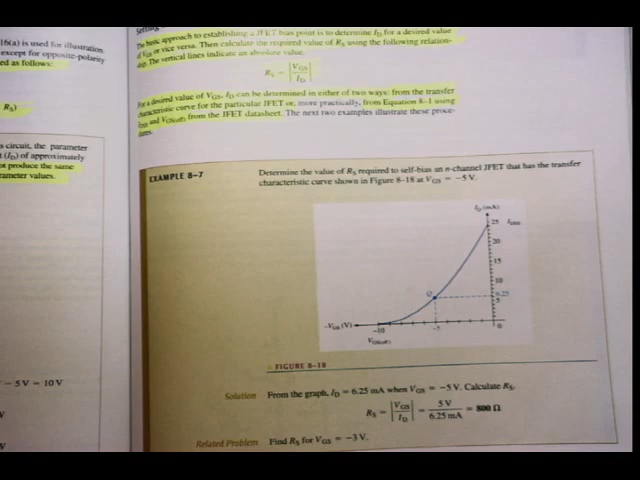 16(a) is used for illustration.
except for opposite-polarity
ed as follows:
R_S)
s circuit, the parameter
t (I_D) of approximately
ot produce the same
rameter values.
– 5 V = 10 V
V
V
The basic approach to establishing a JFET bias point is to determine I_D for a desired value
of V_GS or vice versa. Then calculate the required value of R_S using the following relation-
ship. The vertical lines indicate an absolute value.
R_S = |V_GS / I_D|
For a desired value of V_GS, I_D can be determined in either of two ways: from the transfer
characteristic curve for the particular JFET or, more practically, from Equation 8–1 using
I_DSS and V_GS(off) from the JFET datasheet. The next two examples illustrate these proce-
dures.
EXAMPLE 8–7
Determine the value of R_S required to self-bias an n-channel JFET that has the transfer
characteristic curve shown in Figure 8–18 at V_GS = –5 V.
I_D (mA)
25 I_DSS
20
15
10
Q 6.25
5
–V_GS (V)
–10 –5 0
V_GS(off)
FIGURE 8–18
Solution From the graph, I_D = 6.25 mA when V_GS = –5 V. Calculate R_S.
R_S = |V_GS / I_D| = 5 V / 6.25 mA = 800 Ω
Related Problem Find R_S for V_GS = –3 V.